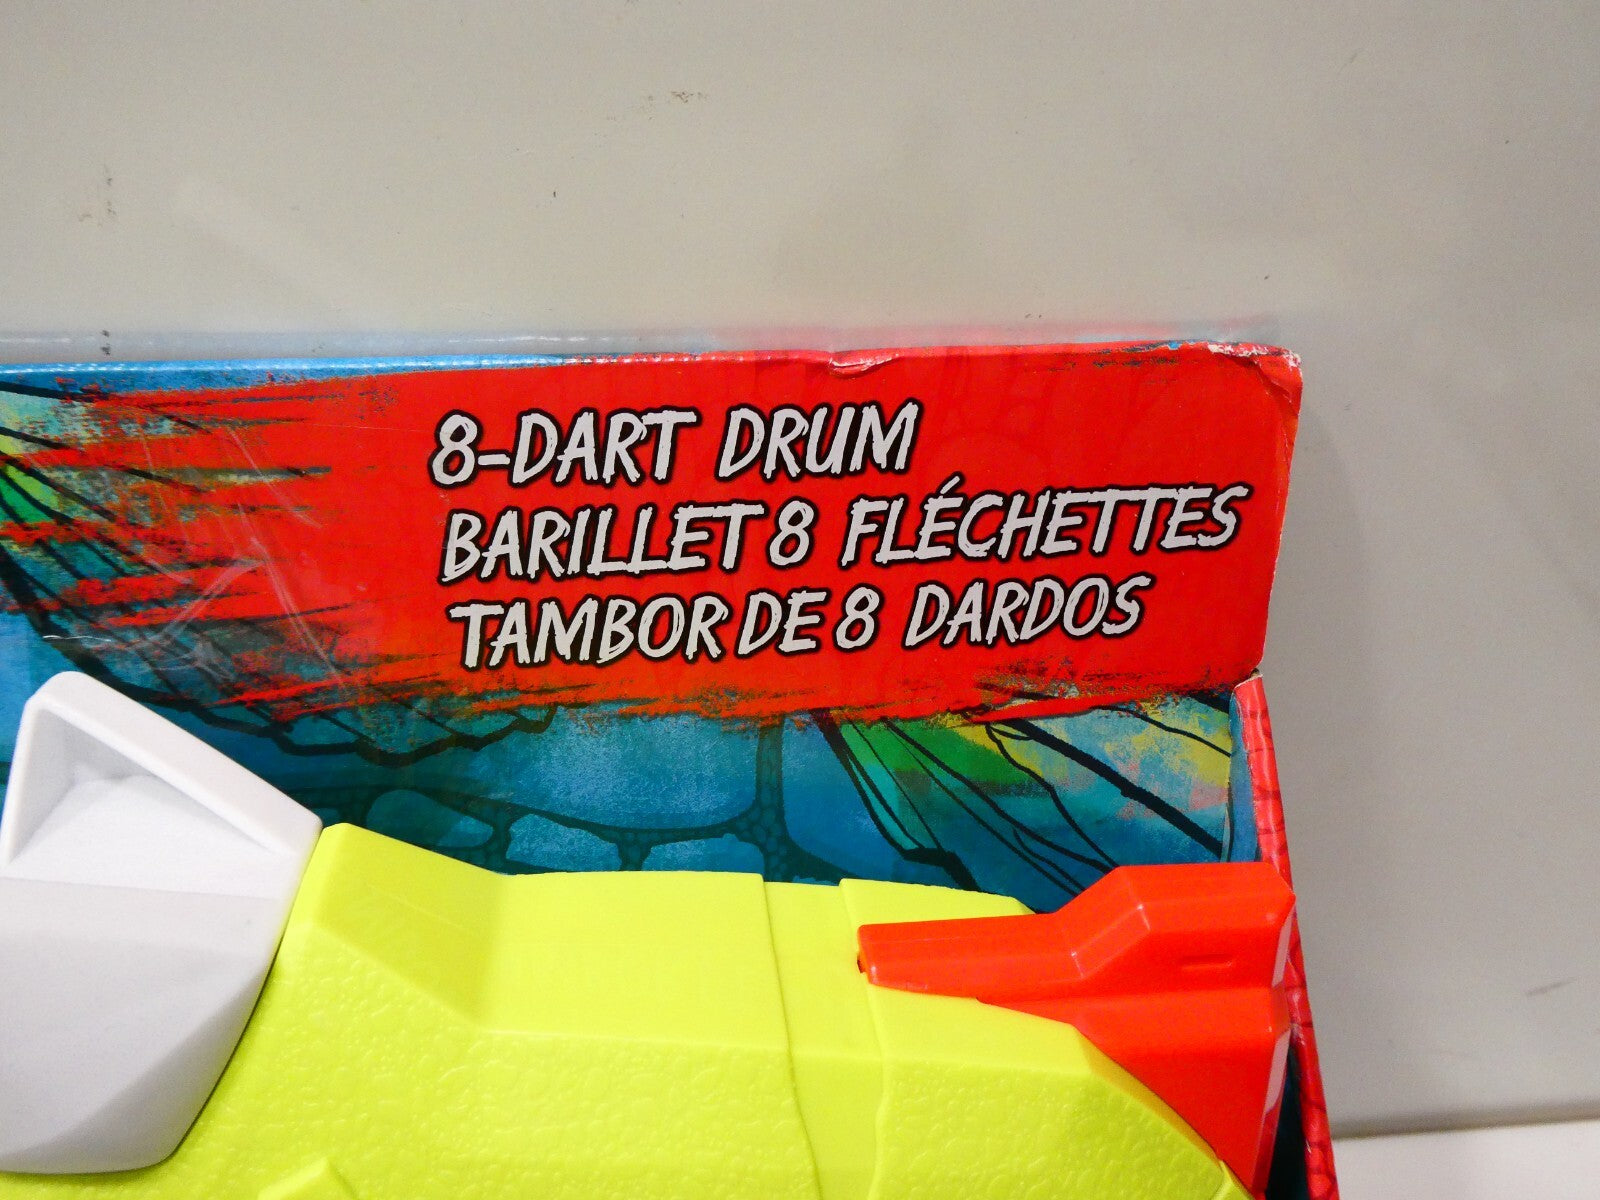 8-DART DRUM
BARILLET 8 FLÉCHETTES
TAMBOR DE 8 DARDOS